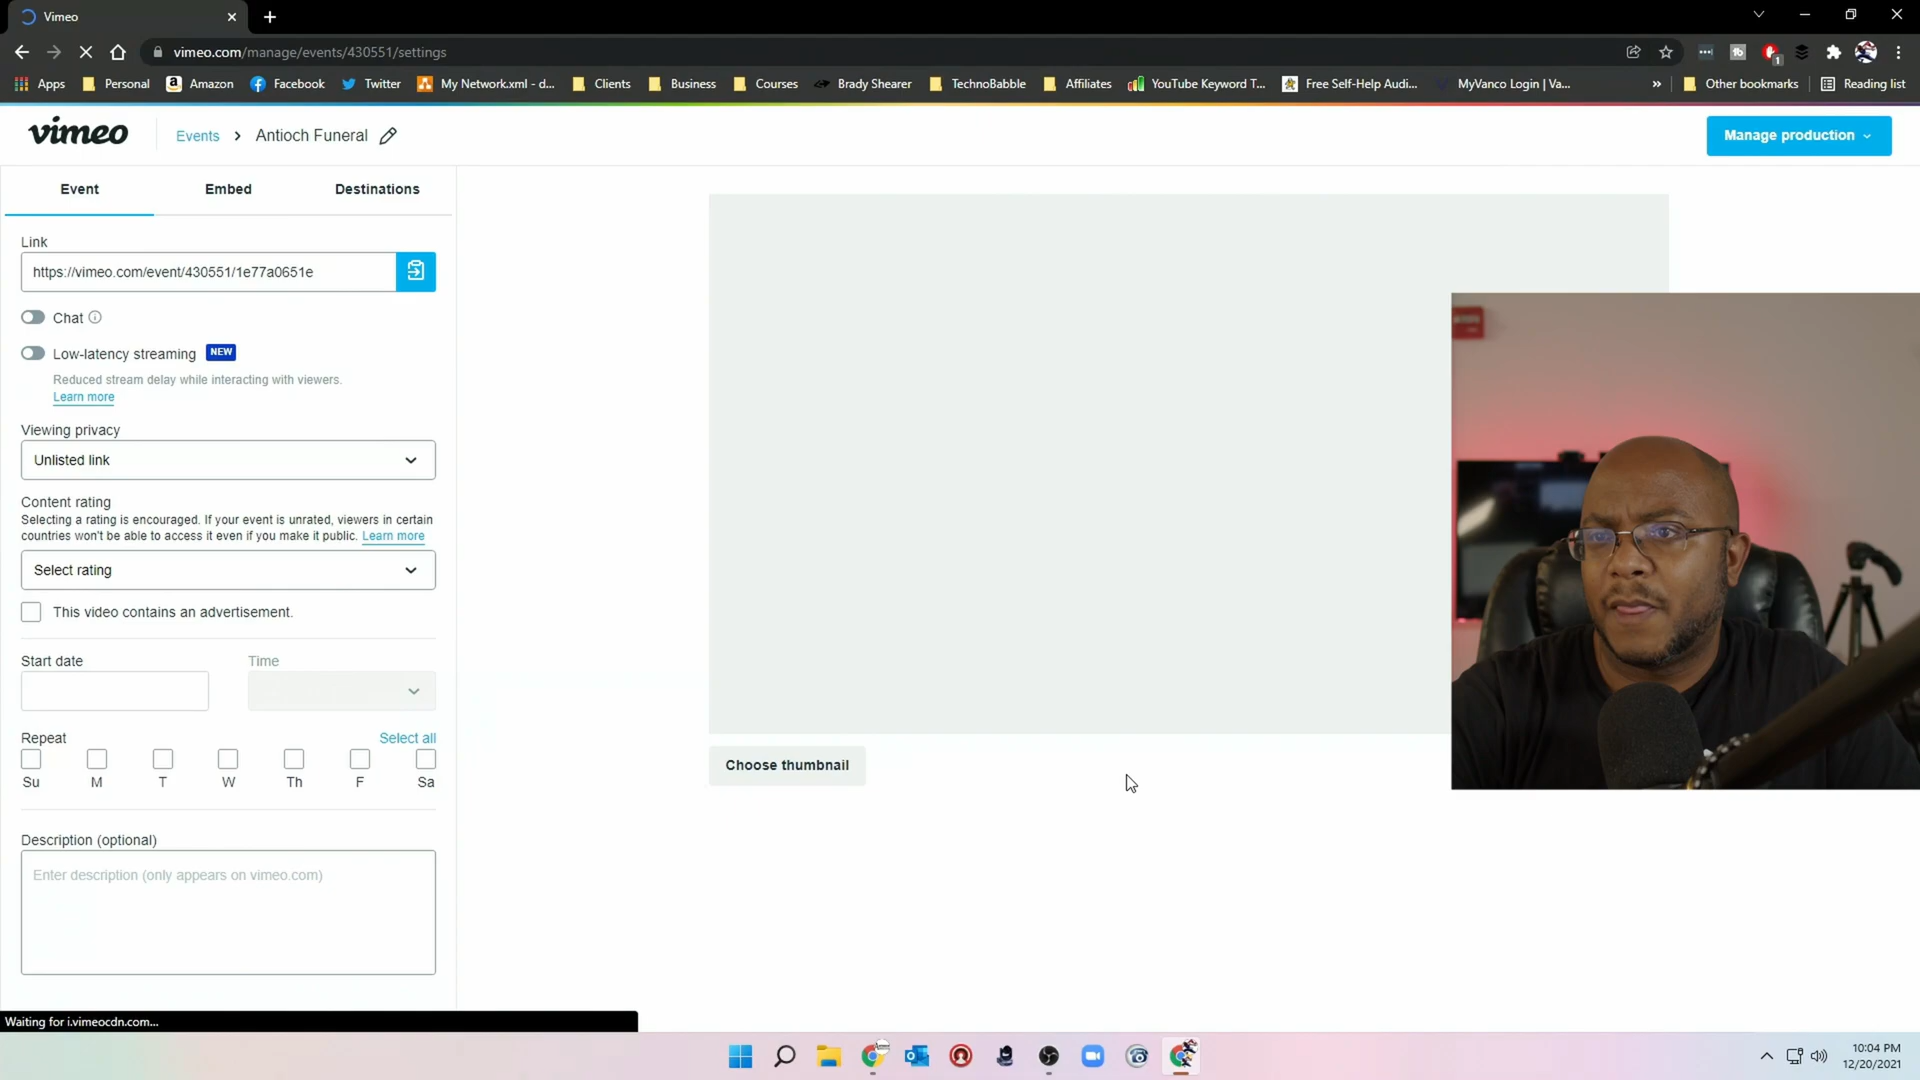 Vimeo
vimeo.com/manage/events/430551/settings
1
Apps
Personal
Amazon
Facebook
Twitter
My Network.xml - d...
Clients
Business
Courses
Brady Shearer
TechnoBabble
Affiliates
YouTube Keyword T...
Free Self-Help Audi...
MyVanco Login | Va...
»
Other bookmarks
Reading list
vimeo
Events > Antioch Funeral
Manage production
Event
Embed
Destinations
Link
https://vimeo.com/event/430551/1e77a0651e
Chat
Low-latency streaming NEW
Reduced stream delay while interacting with viewers.
Learn more
Viewing privacy
Unlisted link
Content rating
Selecting a rating is encouraged. If your event is unrated, viewers in certain
countries won't be able to access it even if you make it public. Learn more
Select rating
This video contains an advertisement.
Start date
Time
Repeat
Select all
Su
M
T
W
Th
F
Sa
Description (optional)
Enter description (only appears on vimeo.com)
Choose thumbnail
Waiting for i.vimeocdn.com...
10:04 PM
12/20/2021